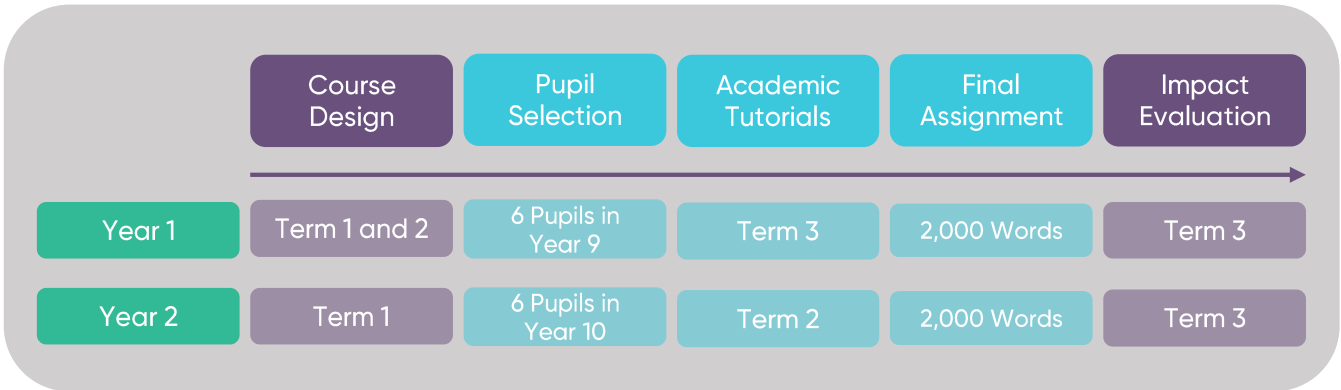 Course
Design
Pupil
Selection
Academic
Tutorials
Final
Assignment
Impact
Evaluation
Year 1
Term 1 and 2
6 Pupils in
Year 9
Term 3
2,000 Words
Term 3
Year 2
Term 1
6 Pupils in
Year 10
Term 2
2,000 Words
Term 3